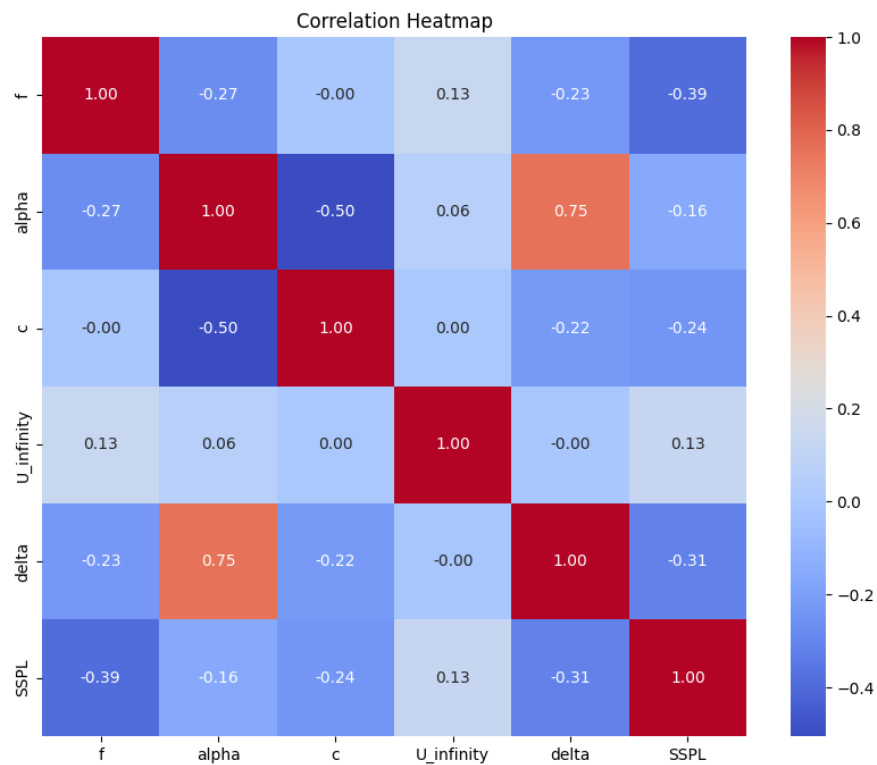 Correlation Heatmap
f 1.00 -0.27 -0.00 0.13 -0.23 -0.39
alpha -0.27 1.00 -0.50 0.06 0.75 -0.16
c -0.00 -0.50 1.00 0.00 -0.22 -0.24
U_infinity 0.13 0.06 0.00 1.00 -0.00 0.13
delta -0.23 0.75 -0.22 -0.00 1.00 -0.31
SSPL -0.39 -0.16 -0.24 0.13 -0.31 1.00
f alpha c U_infinity delta SSPL
1.0
0.8
0.6
0.4
0.2
0.0
−0.2
−0.4